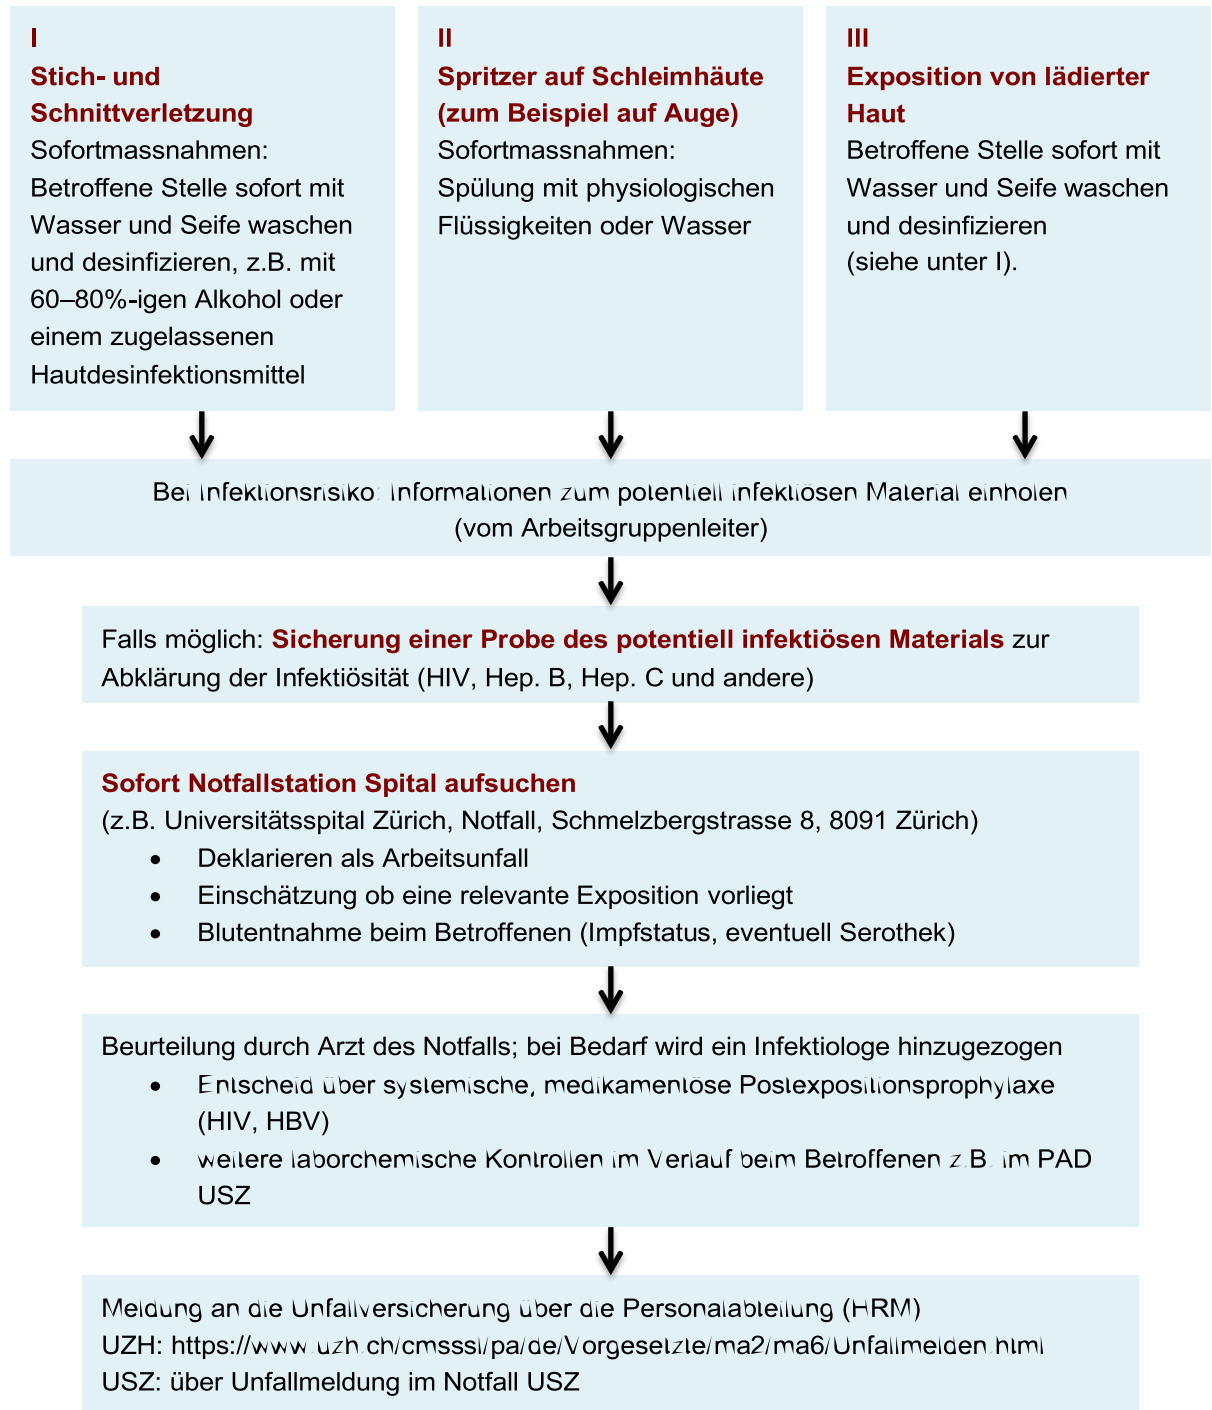 I
Stich- und
Schnittverletzung
Sofortmassnahmen:
Betroffene Stelle sofort mit
Wasser und Seife waschen
und desinfizieren, z.B. mit
60–80%-igen Alkohol oder
einem zugelassenen
Hautdesinfektionsmittel
II
Spritzer auf Schleimhäute
(zum Beispiel auf Auge)
Sofortmassnahmen:
Spülung mit physiologischen
Flüssigkeiten oder Wasser
III
Exposition von lädierter
Haut
Betroffene Stelle sofort mit
Wasser und Seife waschen
und desinfizieren
(siehe unter I).
Bei Infektionsrisiko: Informationen zum potentiell infektiösen Material einholen
(vom Arbeitsgruppenleiter)
Falls möglich: Sicherung einer Probe des potentiell infektiösen Materials zur
Abklärung der Infektiösität (HIV, Hep. B, Hep. C und andere)
Sofort Notfallstation Spital aufsuchen
(z.B. Universitätsspital Zürich, Notfall, Schmelzbergstrasse 8, 8091 Zürich)
• Deklarieren als Arbeitsunfall
• Einschätzung ob eine relevante Exposition vorliegt
• Blutentnahme beim Betroffenen (Impfstatus, eventuell Serothek)
Beurteilung durch Arzt des Notfalls; bei Bedarf wird ein Infektiologe hinzugezogen
• Entscheid über systemische, medikamentöse Postexpositionsprophylaxe
(HIV, HBV)
• weitere laborchemische Kontrollen im Verlauf beim Betroffenen z.B. im PAD
USZ
Meldung an die Unfallversicherung über die Personalabteilung (HRM)
UZH: https://www.uzh.ch/cmsssl/pa/de/Vorgesetzte/ma2/ma6/Unfallmelden.html
USZ: über Unfallmeldung im Notfall USZ